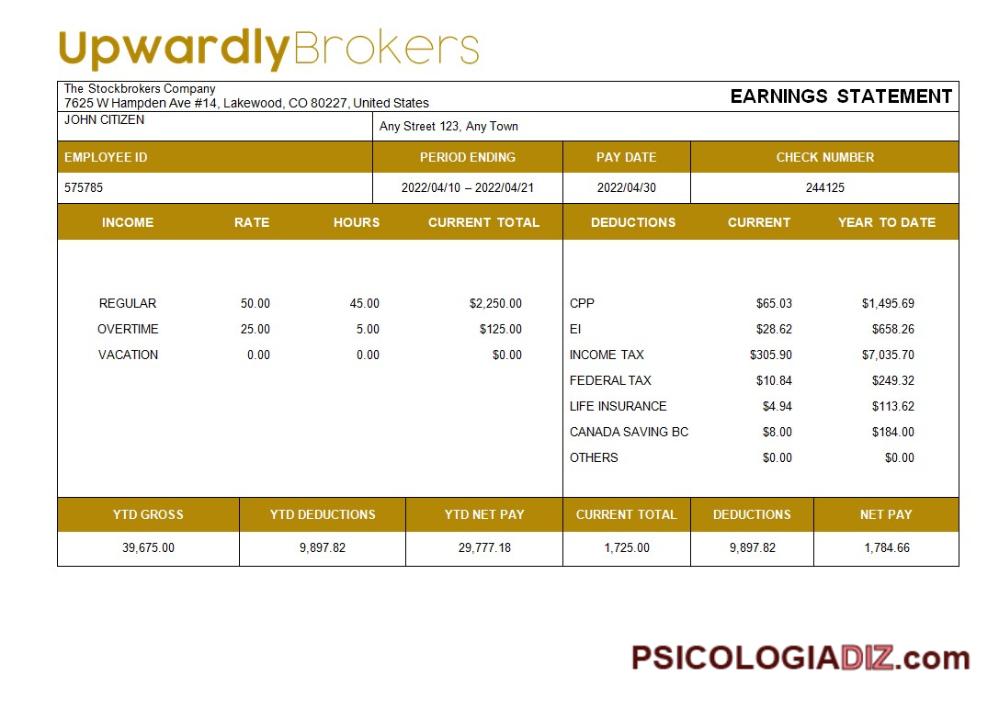 UpwardlyBrokers
The Stockbrokers Company
7625 W Hampden Ave #14, Lakewood, CO 80227, United States
EARNINGS STATEMENT
JOHN CITIZEN
Any Street 123, Any Town
EMPLOYEE ID PERIOD ENDING PAY DATE CHECK NUMBER
575785 2022/04/10 – 2022/04/21 2022/04/30 244125
INCOME RATE HOURS CURRENT TOTAL DEDUCTIONS CURRENT YEAR TO DATE
REGULAR 50.00 45.00 $2,250.00 CPP $65.03 $1,495.69
OVERTIME 25.00 5.00 $125.00 EI $28.62 $658.26
VACATION 0.00 0.00 $0.00 INCOME TAX $305.90 $7,035.70
FEDERAL TAX $10.84 $249.32
LIFE INSURANCE $4.94 $113.62
CANADA SAVING BC $8.00 $184.00
OTHERS $0.00 $0.00
YTD GROSS YTD DEDUCTIONS YTD NET PAY CURRENT TOTAL DEDUCTIONS NET PAY
39,675.00 9,897.82 29,777.18 1,725.00 9,897.82 1,784.66
PSICOLOGIADIZ.com